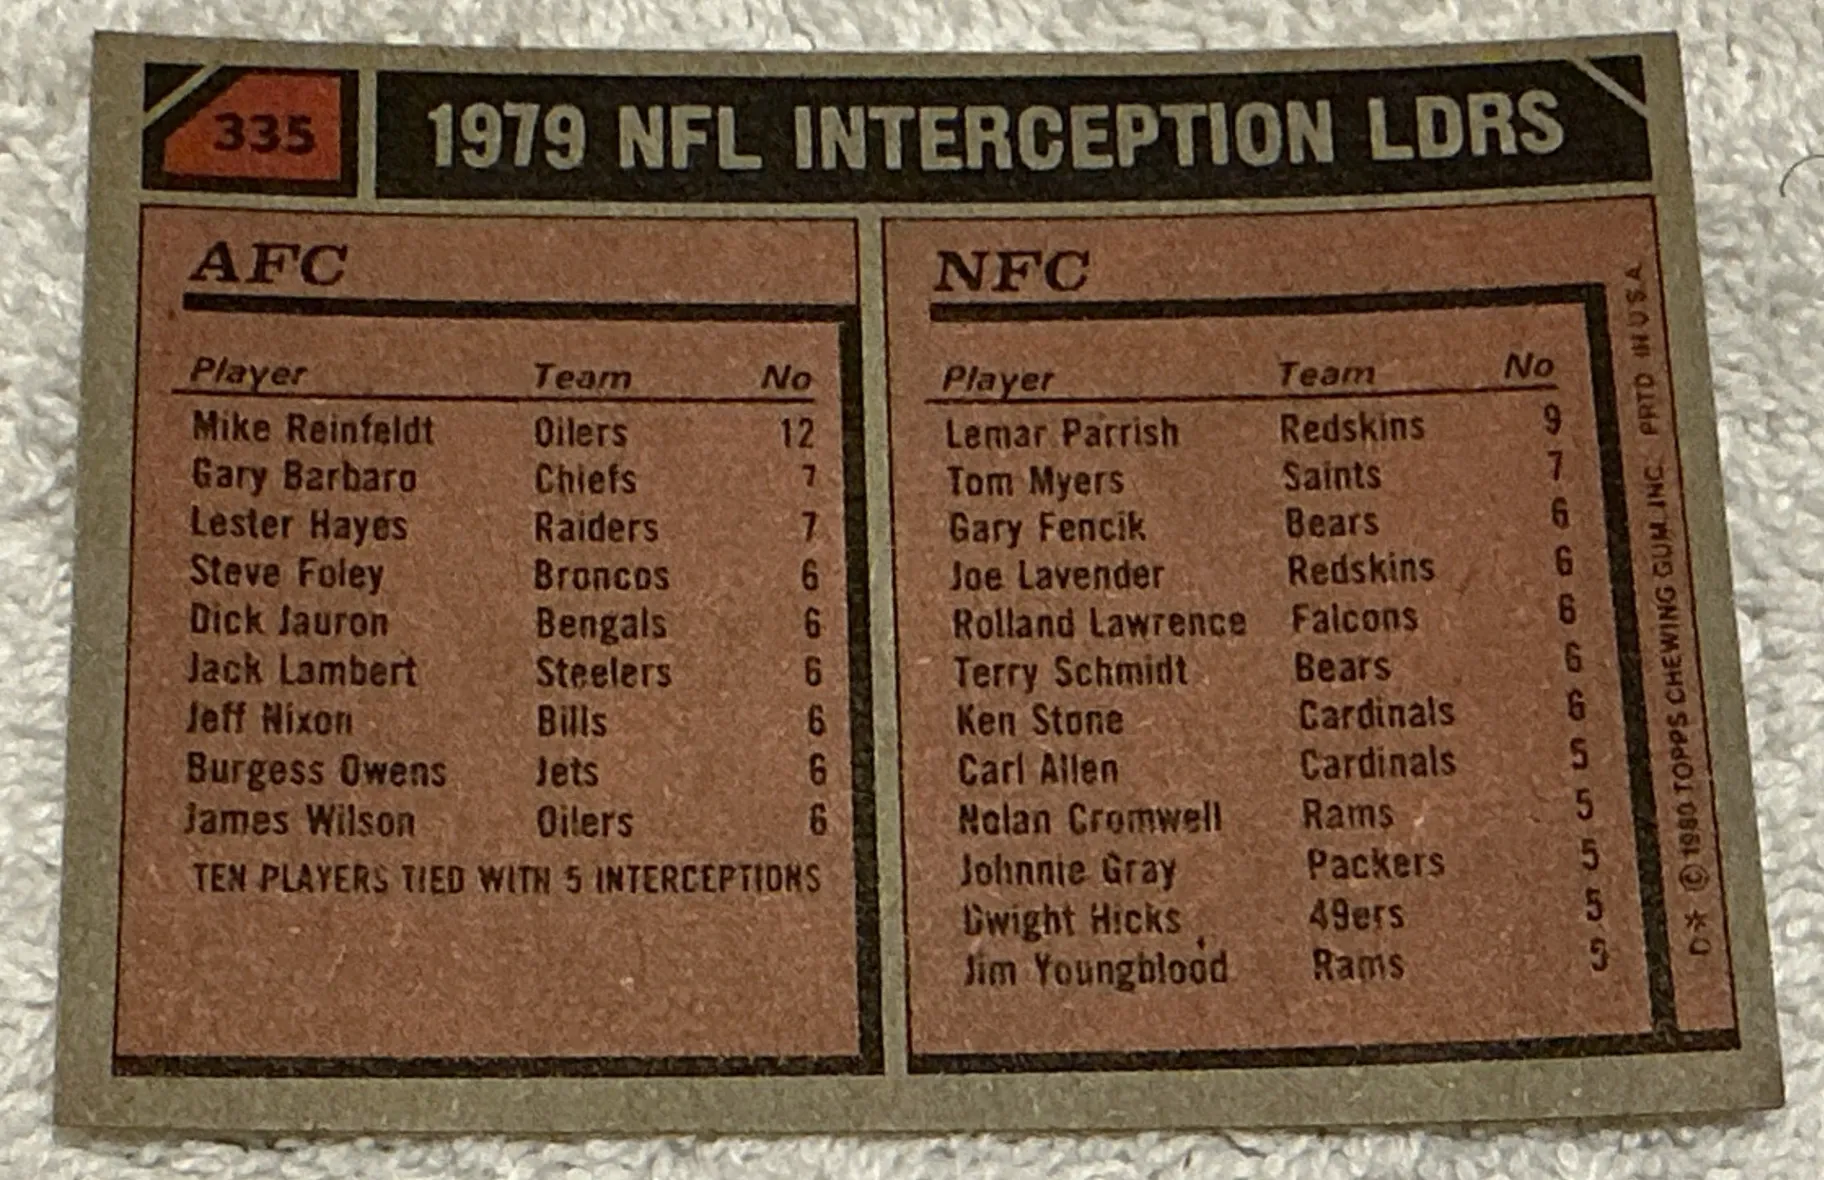 335
1979 NFL INTERCEPTION LDRS
AFC
Player Team No
Mike Reinfeldt Oilers 12
Gary Barbaro Chiefs 7
Lester Hayes Raiders 7
Steve Foley Broncos 6
Dick Jauron Bengals 6
Jack Lambert Steelers 6
Jeff Nixon Bills 6
Burgess Owens Jets 6
James Wilson Oilers 6
TEN PLAYERS TIED WITH 5 INTERCEPTIONS
NFC
Player Team No
Lemar Parrish Redskins 9
Tom Myers Saints 7
Gary Fencik Bears 6
Joe Lavender Redskins 6
Rolland Lawrence Falcons 6
Terry Schmidt Bears 6
Ken Stone Cardinals 6
Carl Allen Cardinals 5
Nolan Cromwell Rams 5
Johnnie Gray Packers 5
Dwight Hicks 49ers 5
Jim Youngblood Rams 5
D* © 1980 TOPPS CHEWING GUM, INC. PRTD IN U.S.A.